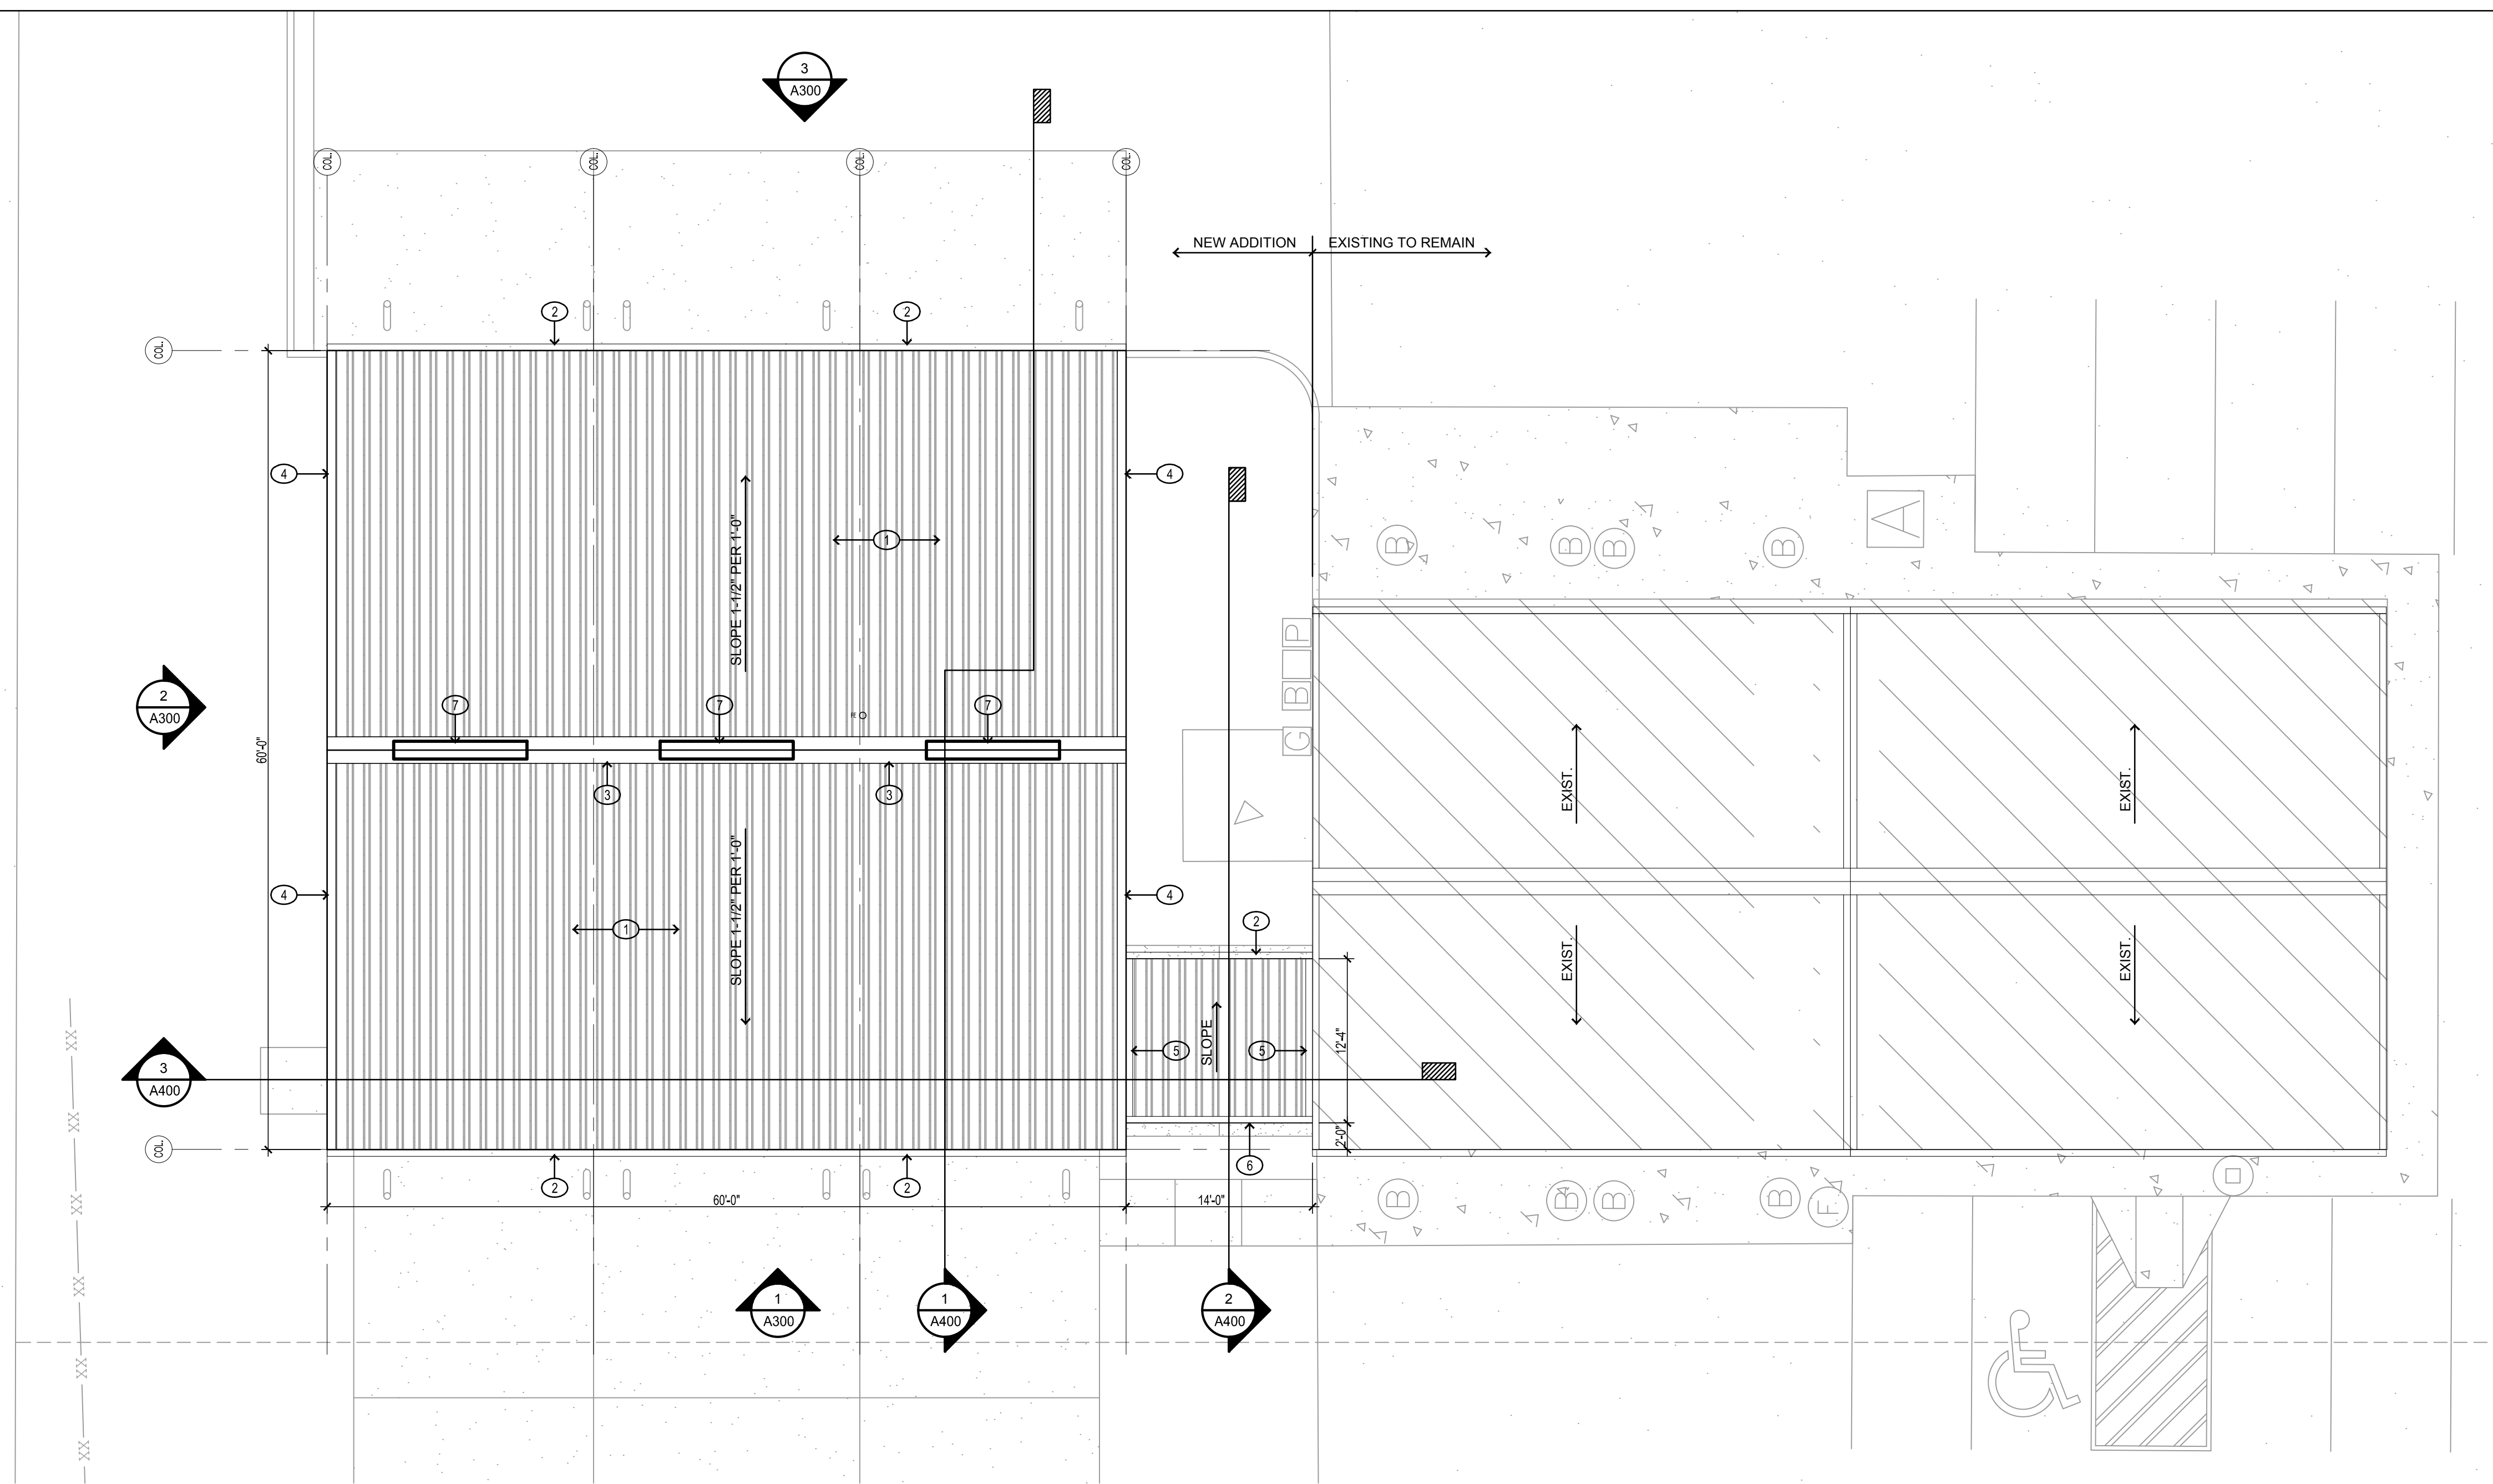 3
A300
COL.
COL.
COL.
COL.
NEW ADDITION
EXISTING TO REMAIN
2
2
COL.
4
4
SLOPE 1-1/2" PER 1'-0"
1
B
B
B
B
A
P
B
G
2
A300
60'-0"
7
7
7
FE
3
3
EXIST.
EXIST.
4
4
SLOPE 1-1/2" PER 1'-0"
1
2
EXIST.
EXIST.
SLOPE
5
5
12'-4"
3
A400
XX
XX
XX
XX
XX
XX
COL.
2'-0"
6
2
2
60'-0"
14'-0"
B
B
B
B
F
1
A300
1
A400
2
A400